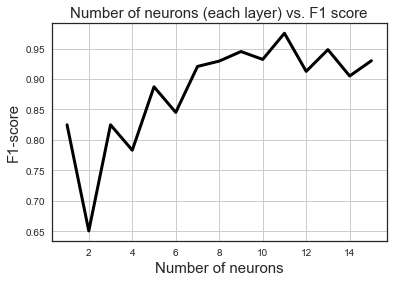 Number of neurons (each layer) vs. F1 score
0.95
0.90
0.85
0.80
0.75
0.70
0.65
F1-score
2 4 6 8 10 12 14
Number of neurons